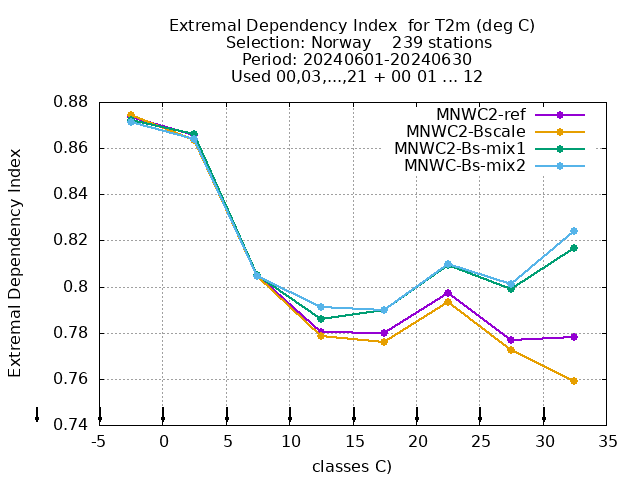 Extremal Dependency Index  for T2m (deg C)
Selection: Norway    239 stations
Period: 20240601-20240630
Used 00,03,...,21 + 00 01 ... 12
MNWC2-ref
MNWC2-Bscale
MNWC2-Bs-mix1
MNWC-Bs-mix2
Extremal Dependency Index
0.88
0.86
0.84
0.82
0.8
0.78
0.76
0.74
-5 0 5 10 15 20 25 30 35
classes C)